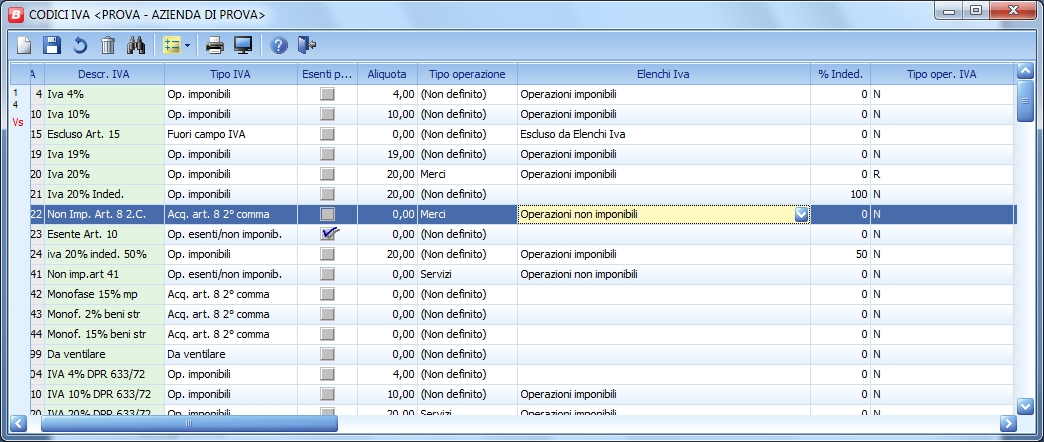 B CODICI IVA <PROVA - AZIENDA DI PROVA>
A Descr. IVA Tipo IVA Esenti p... Aliquota Tipo operazione Elenchi Iva % Inded. Tipo oper. IVA
1
4
Vs
4 Iva 4% Op. imponibili 4,00 (Non definito) Operazioni imponibili 0 N
10 Iva 10% Op. imponibili 10,00 (Non definito) Operazioni imponibili 0 N
15 Escluso Art. 15 Fuori campo IVA 0,00 (Non definito) Escluso da Elenchi Iva 0 N
19 Iva 19% Op. imponibili 19,00 (Non definito) Operazioni imponibili 0 N
20 Iva 20% Op. imponibili 20,00 Merci Operazioni imponibili 0 R
21 Iva 20% Inded. Op. imponibili 20,00 (Non definito) 100 N
22 Non Imp. Art. 8 2.C. Acq. art. 8 2° comma 0,00 Merci Operazioni non imponibili 0 N
23 Esente Art. 10 Op. esenti/non imponib. 0,00 (Non definito) 0 N
24 iva 20% inded. 50% Op. imponibili 20,00 (Non definito) Operazioni imponibili 50 N
41 Non imp.art 41 Op. esenti/non imponib. 0,00 Servizi Operazioni non imponibili 0 N
42 Monofase 15% mp Acq. art. 8 2° comma 0,00 (Non definito) 0 N
43 Monof. 2% beni str Acq. art. 8 2° comma 0,00 (Non definito) 0 N
44 Monof. 15% beni str Acq. art. 8 2° comma 0,00 (Non definito) 0 N
99 Da ventilare Da ventilare 0,00 (Non definito) 0 N
04 IVA 4% DPR 633/72 Op. imponibili 4,00 (Non definito) 0 N
10 IVA 10% DPR 633/72 Op. imponibili 10,00 (Non definito) Operazioni imponibili 0 N
20 IVA 20% DPR 633/72 Op. imponibili 20,00 Servizi Operazioni imponibili 0 N